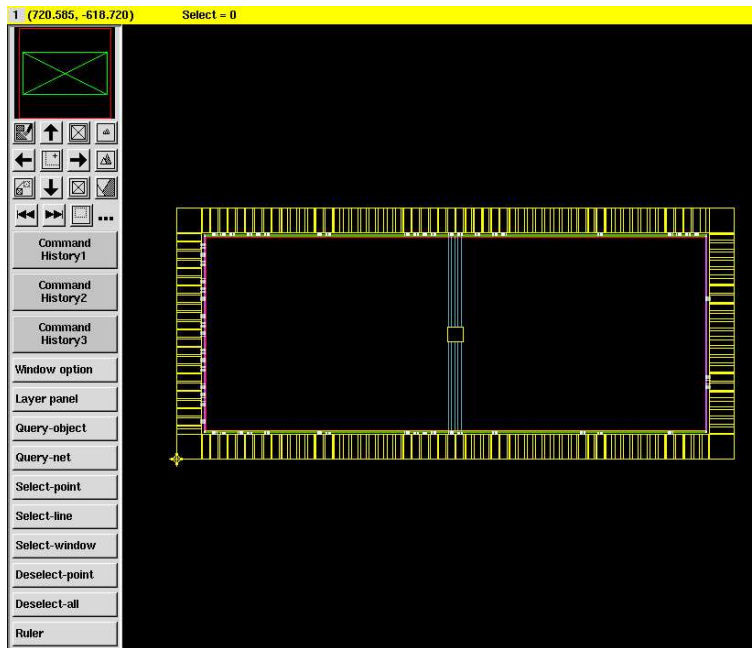 1 (720.585, -618.720) Select = 0
...
Command
History1
Command
History2
Command
History3
Window option
Layer panel
Query-object
Query-net
Select-point
Select-line
Select-window
Deselect-point
Deselect-all
Ruler